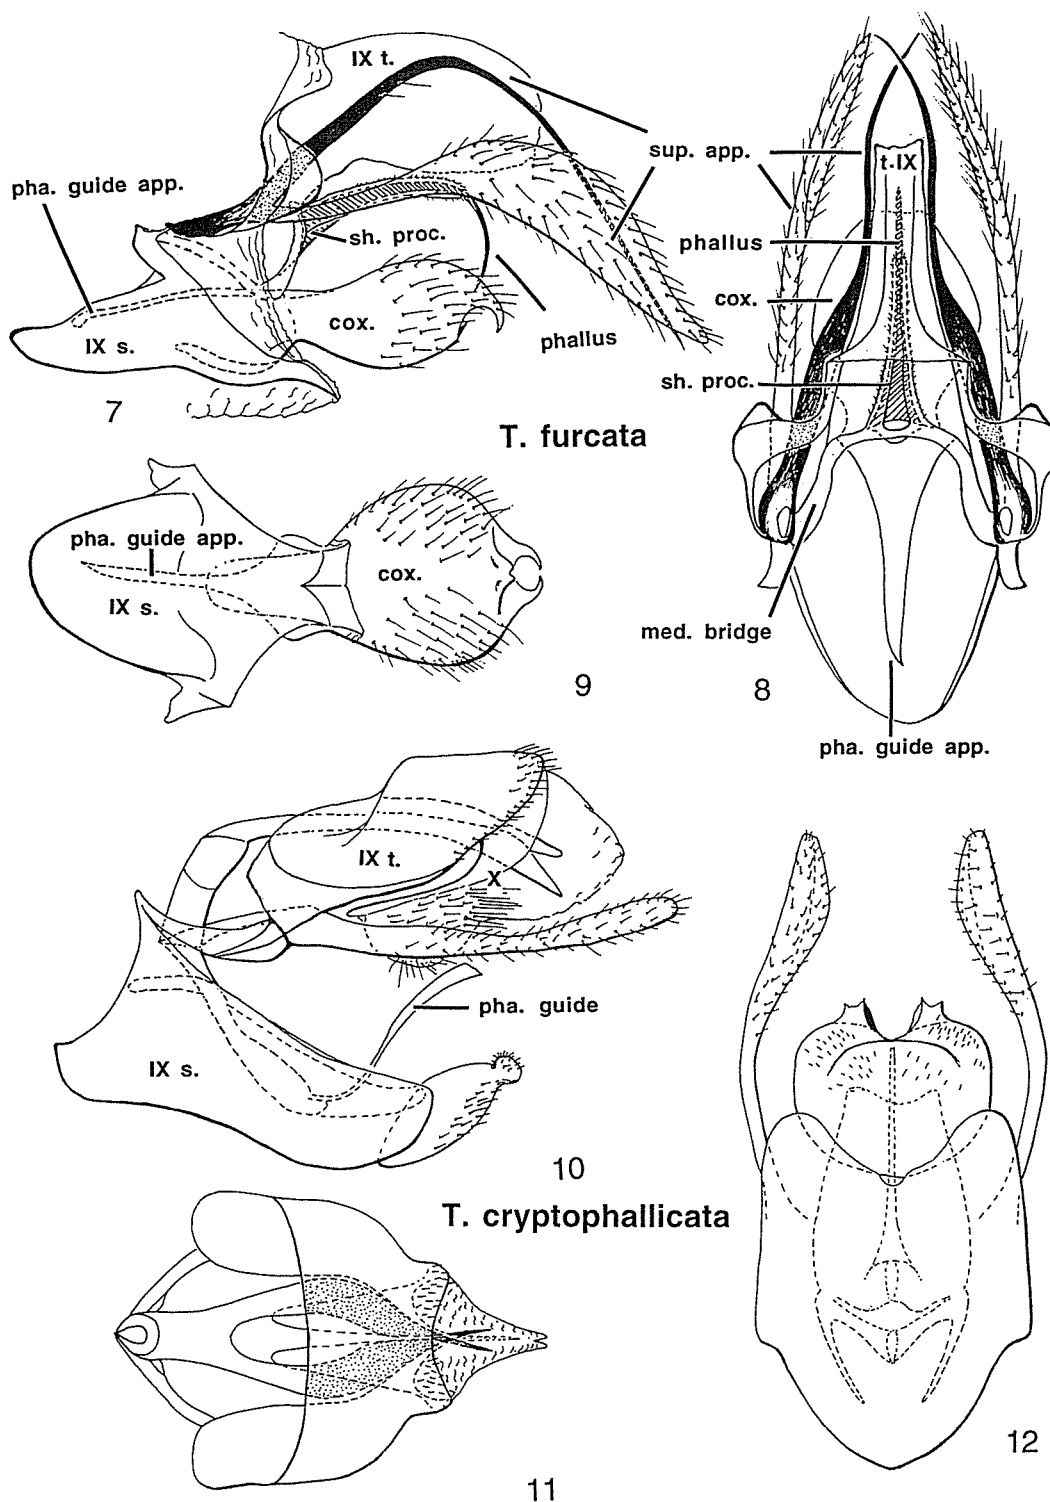 IX t.
pha. guide app.
sh. proc.
IX s.
cox.
phallus
7
sup. app.
t.IX
phallus
cox.
sh. proc.
med. bridge
8
pha. guide app.
T. furcata
pha. guide app.
IX s.
cox.
9
IX t.
X
pha. guide
IX s.
10
T. cryptophallicata
11
12